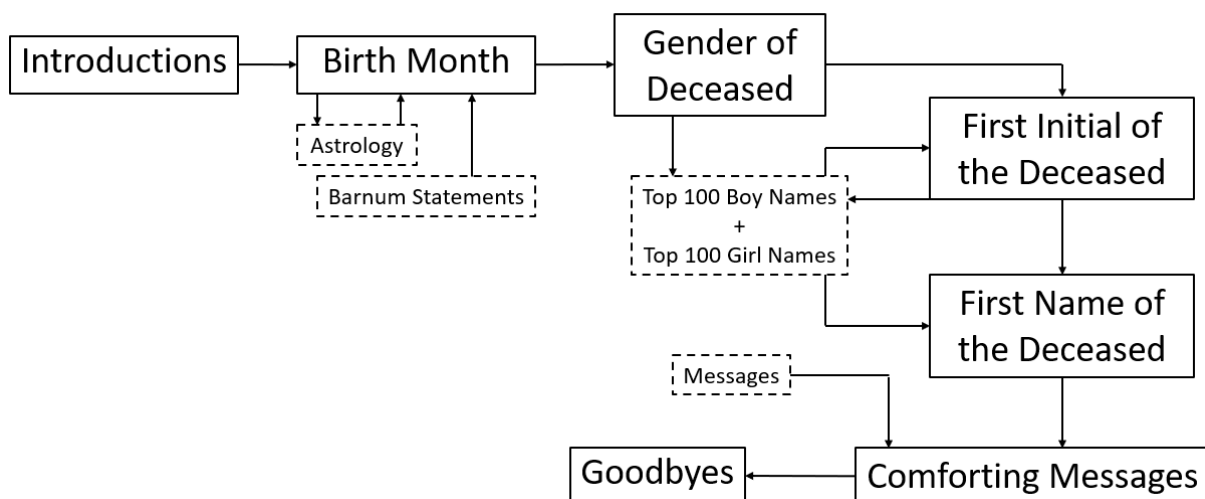 Introductions
Birth Month
Gender of
Deceased
Astrology
Barnum Statements
First Initial of
the Deceased
Top 100 Boy Names
+
Top 100 Girl Names
First Name of
the Deceased
Messages
Goodbyes
Comforting Messages